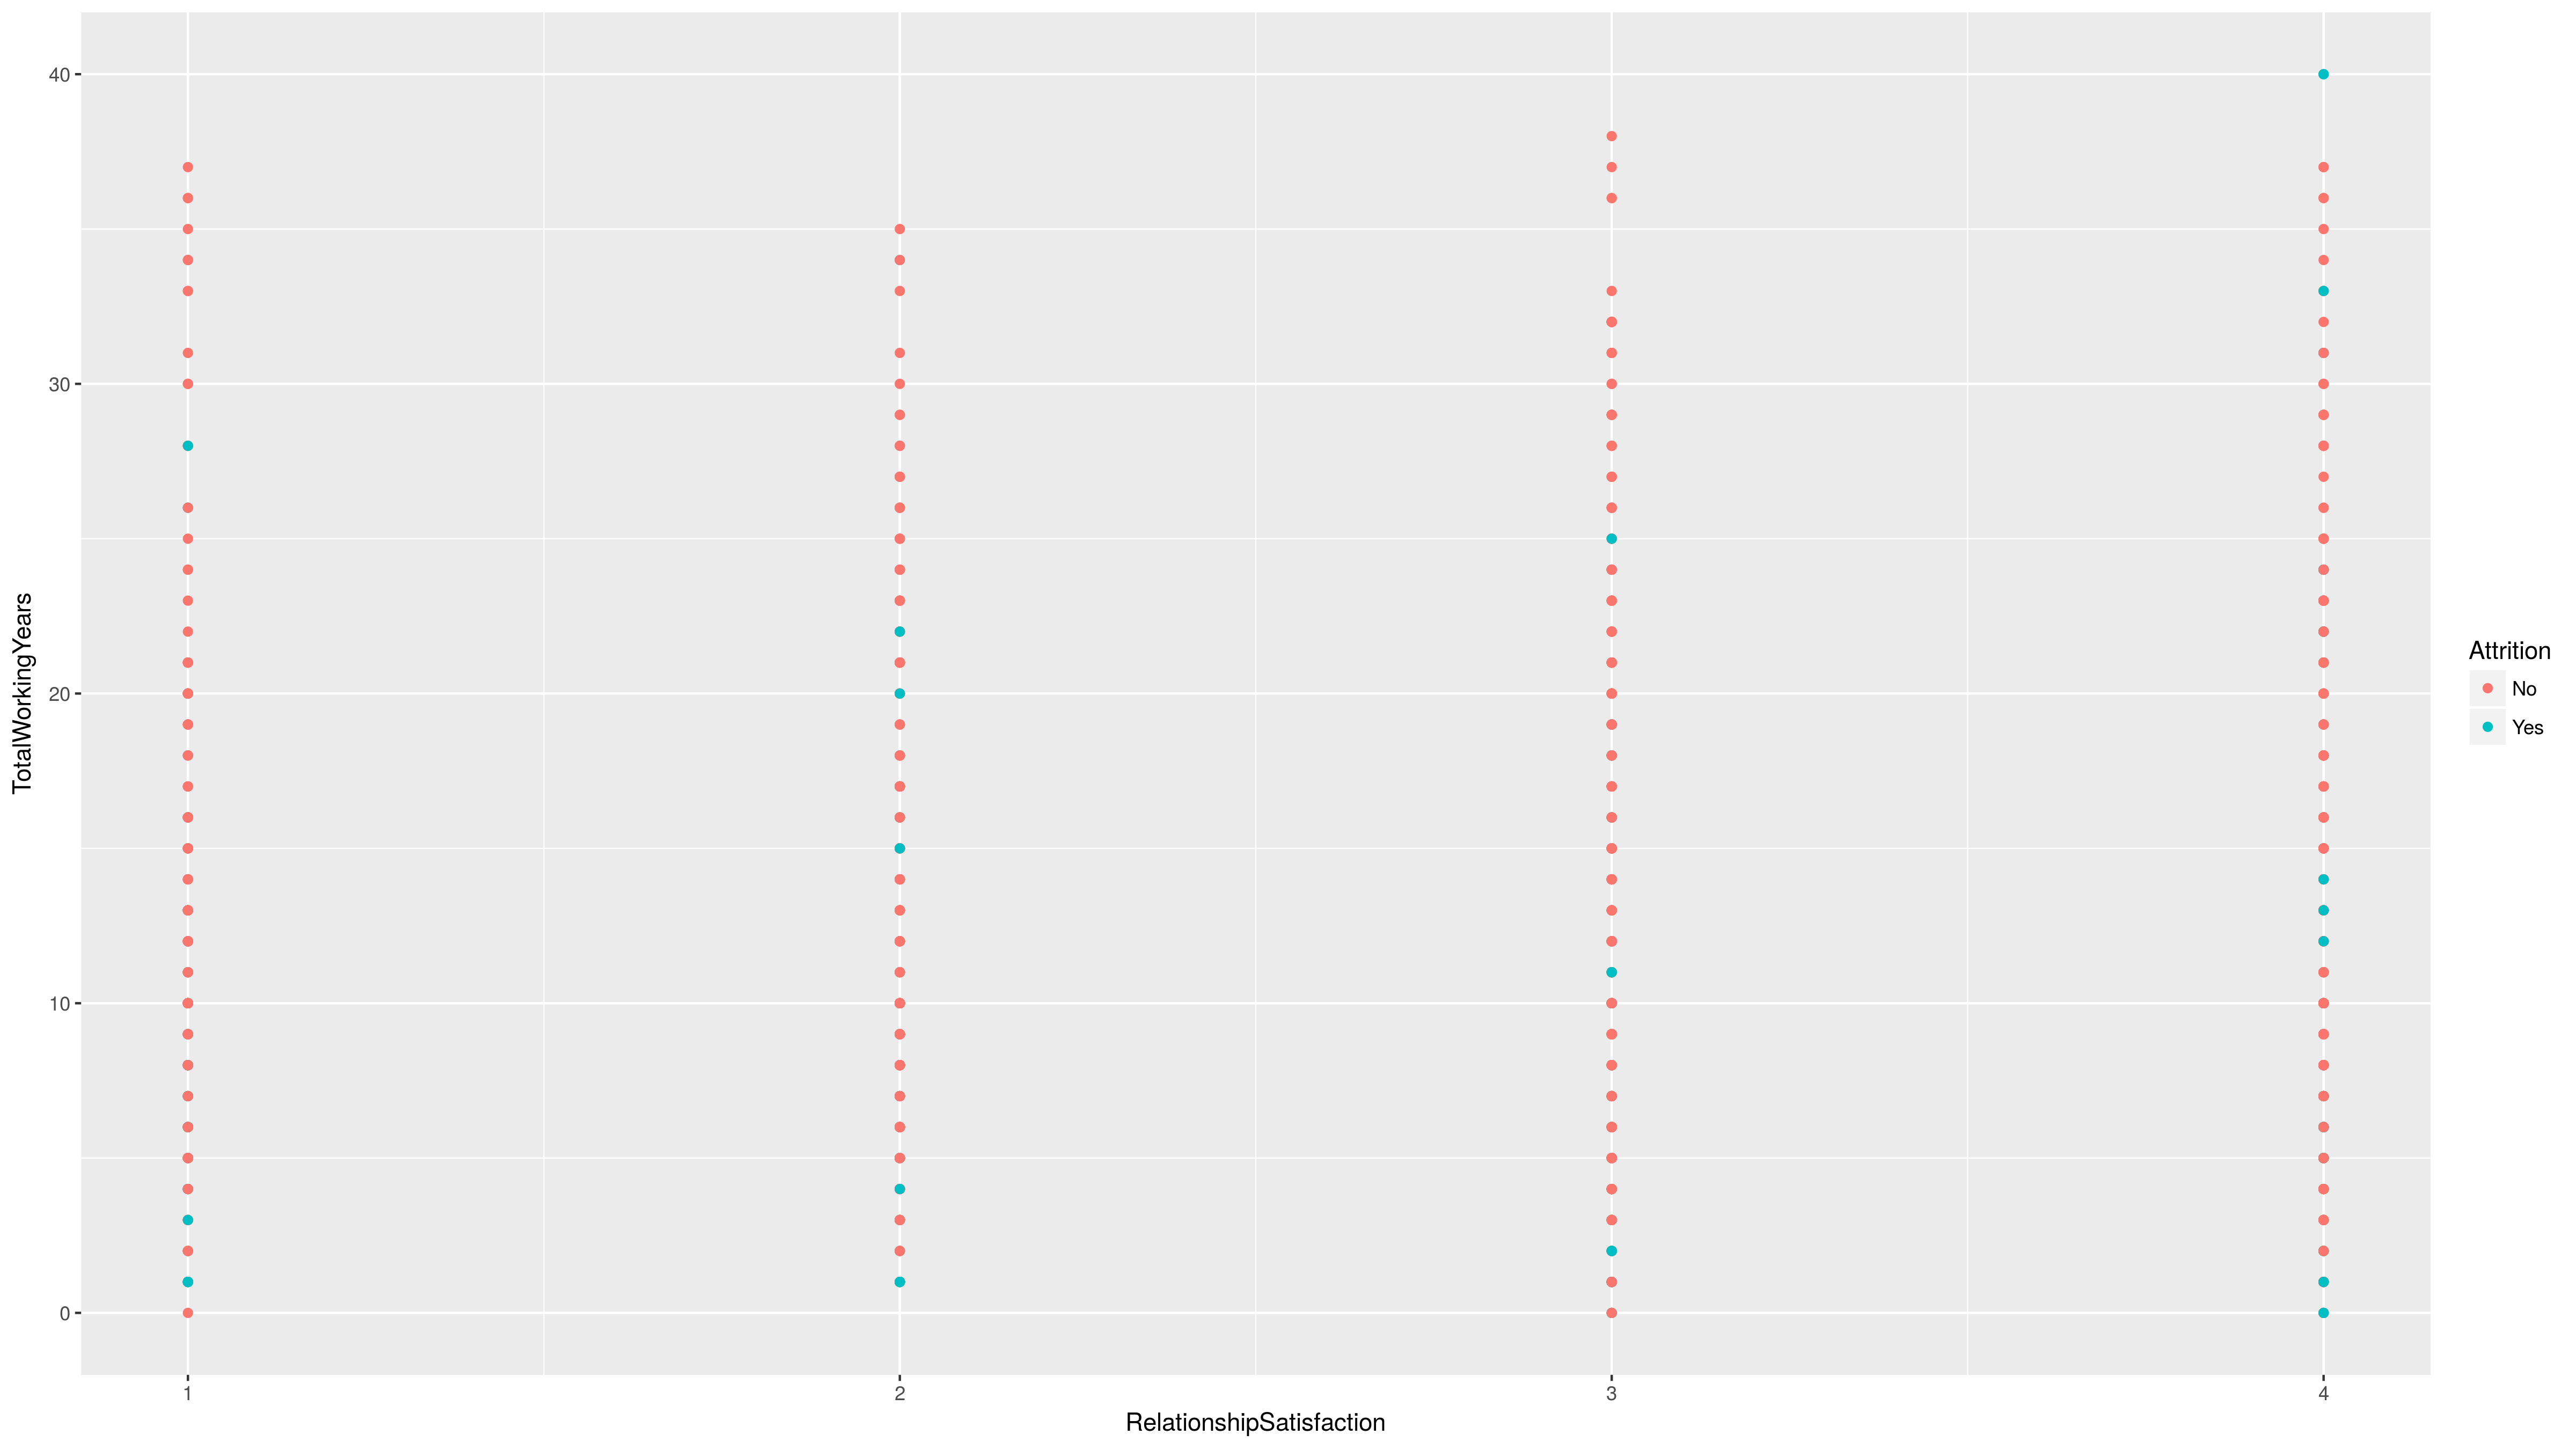 40
30
20
10
0
TotalWorkingYears
1
2
3
4
RelationshipSatisfaction
Attrition
No
Yes